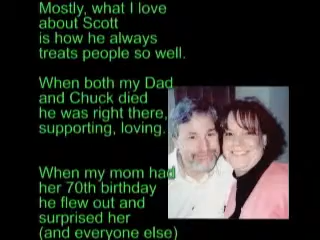 Mostly, what I love
about Scott
is how he always
treats people so well.
When both my Dad
and Chuck died
he was right there,
supporting, loving.
When my mom had
her 70th birthday
he flew out and
surprised her
(and everyone else)